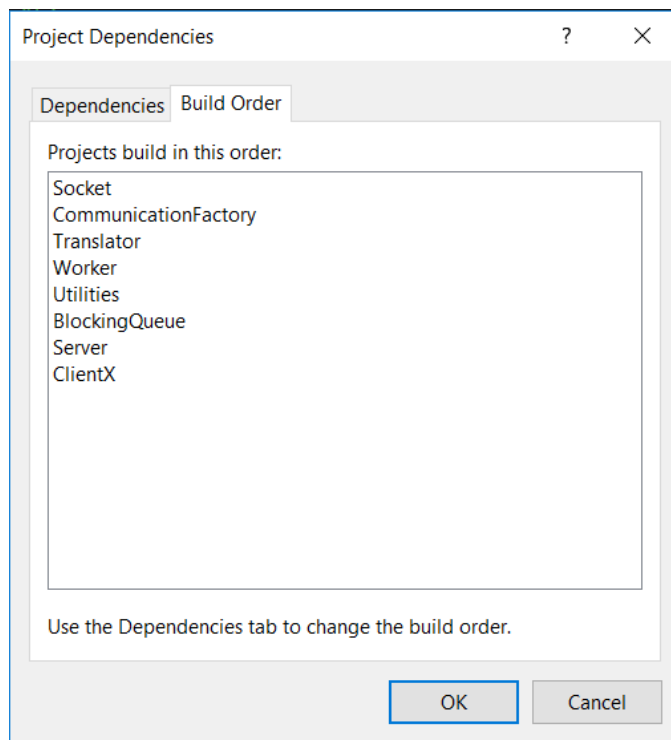 Project Dependencies ?
Dependencies Build Order
Projects build in this order:
Socket
CommunicationFactory
Translator
Worker
Utilities
BlockingQueue
Server
ClientX
Use the Dependencies tab to change the build order.
OK Cancel